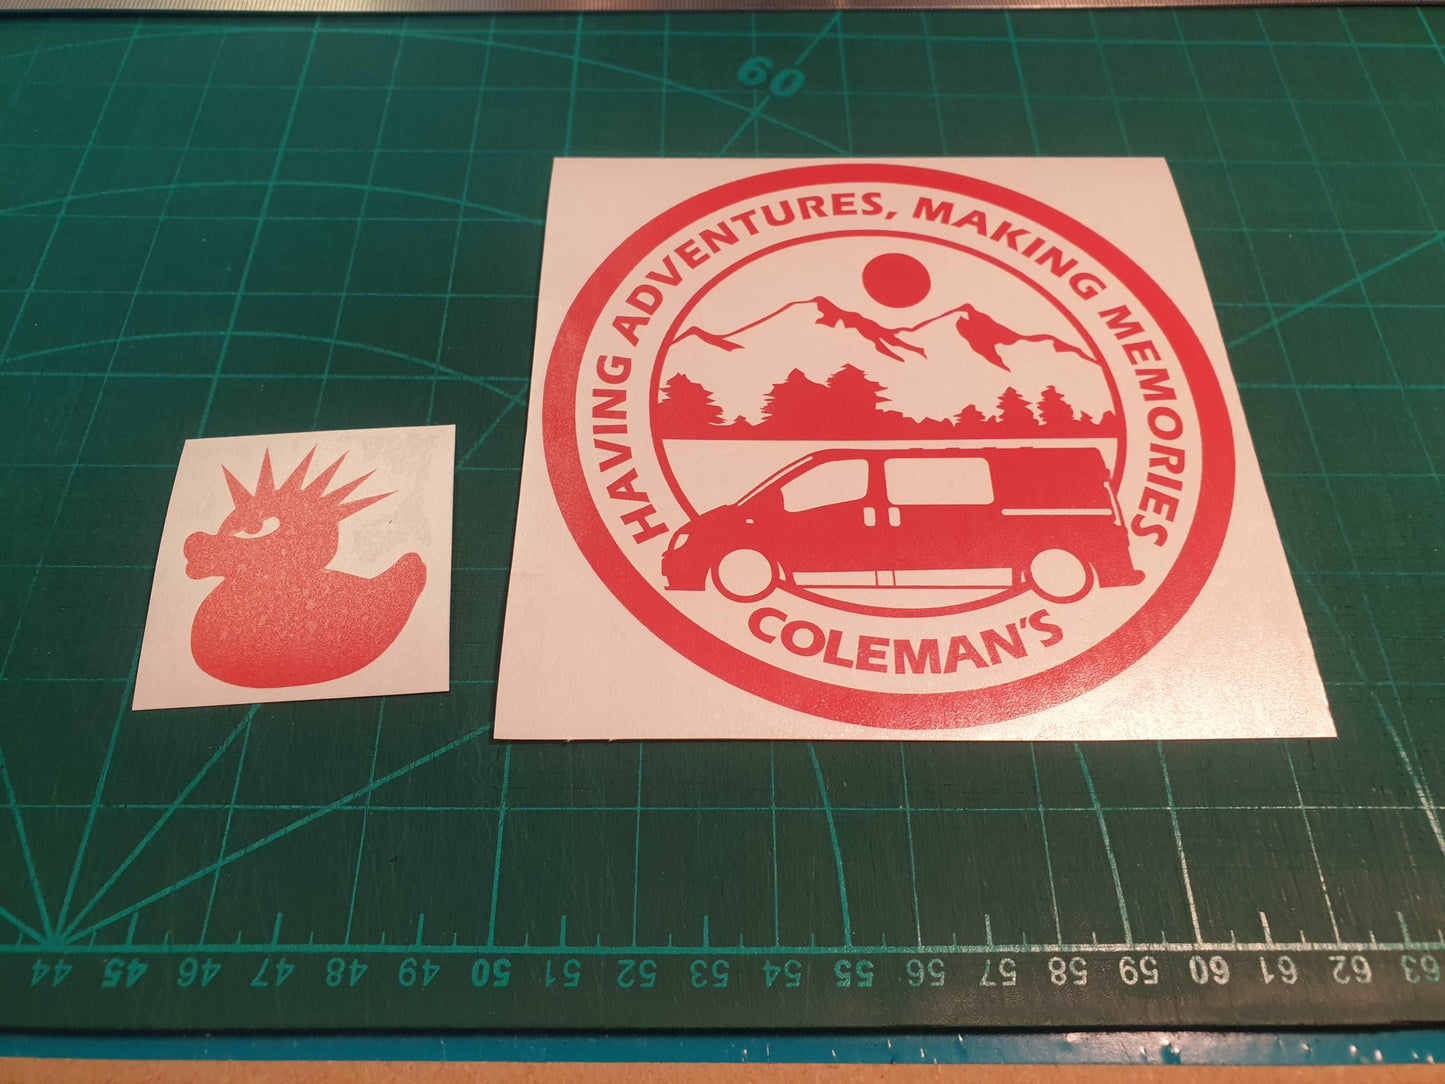 60
HAVING ADVENTURES, MAKING MEMORIES
COLEMAN'S
44 45 46 47 48 49 50 51 52 53 54 55 56 57 58 59 60 61 62 63